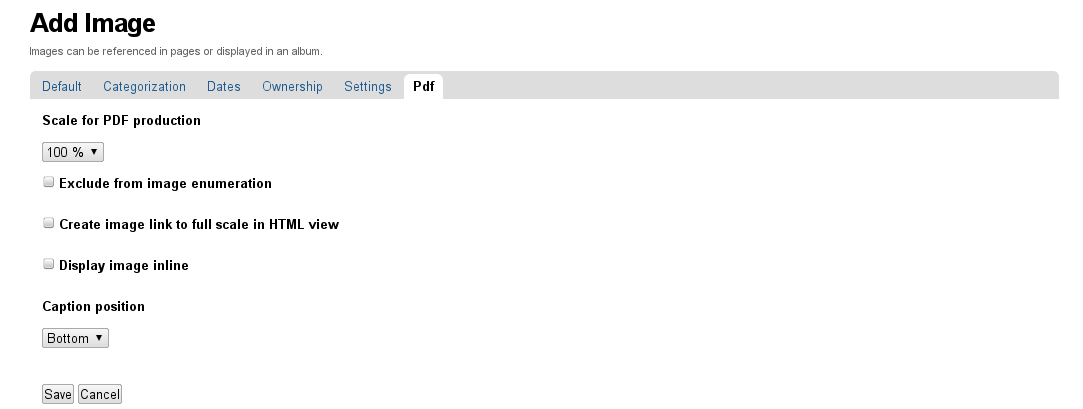 Add Image
Images can be referenced in pages or displayed in an album.
Default Categorization Dates Ownership Settings Pdf
Scale for PDF production
100 %
Exclude from image enumeration
Create image link to full scale in HTML view
Display image inline
Caption position
Bottom
Save Cancel